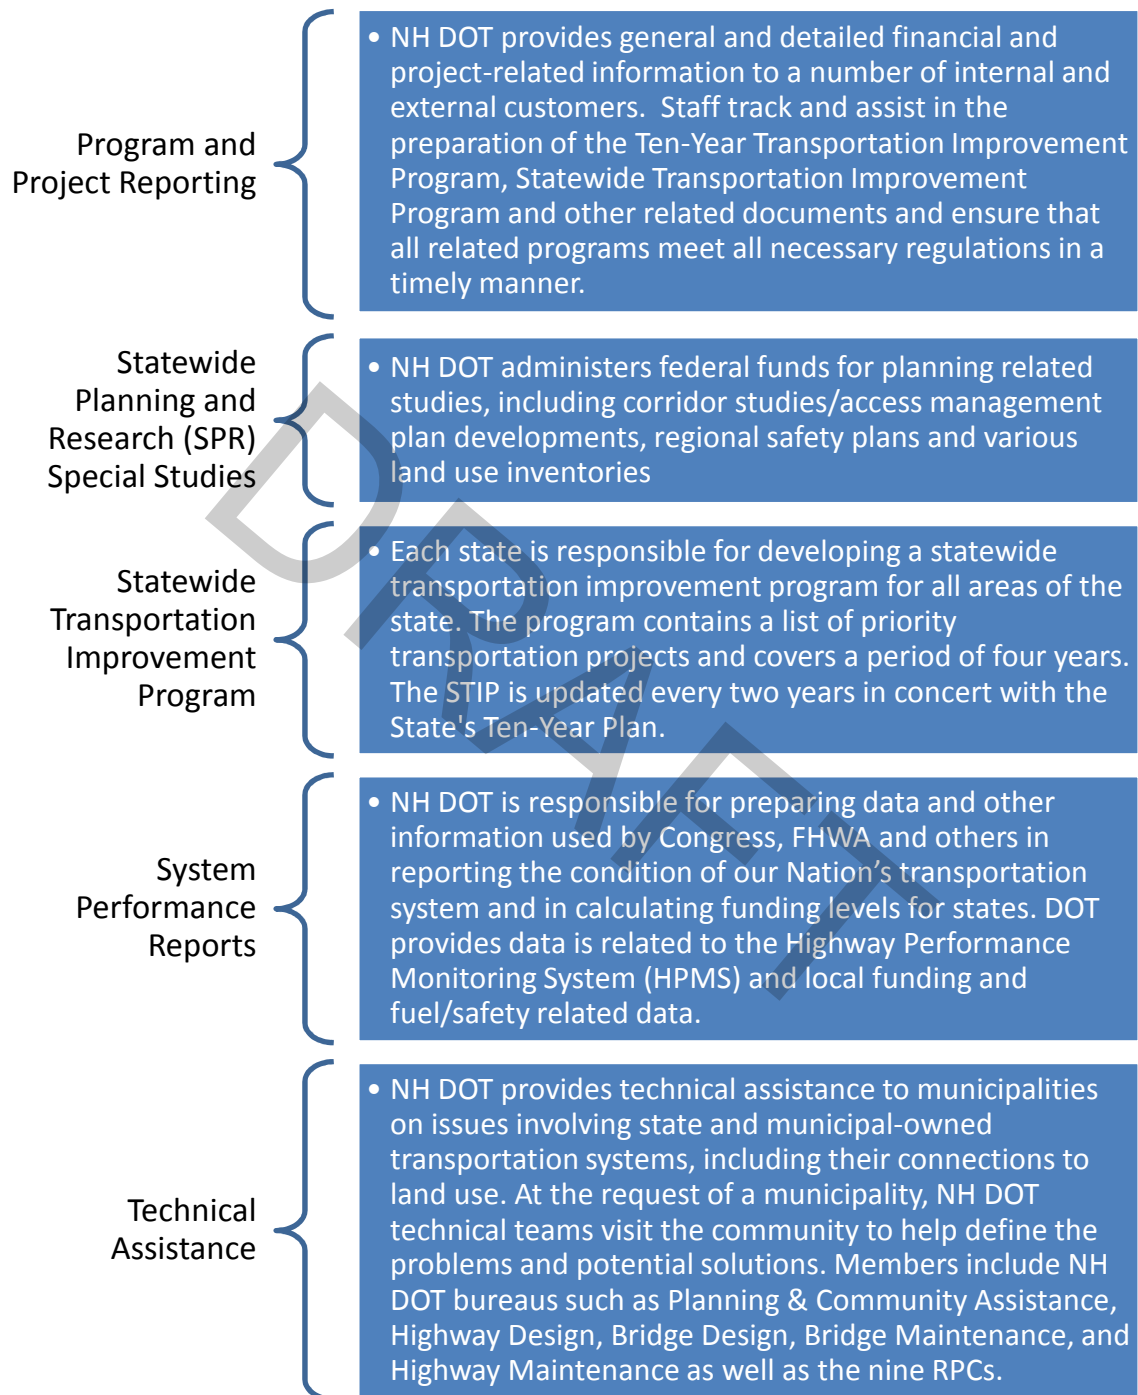 Program and
Project Reporting
• NH DOT provides general and detailed financial and
project-related information to a number of internal and
external customers.  Staff track and assist in the
preparation of the Ten-Year Transportation Improvement
Program, Statewide Transportation Improvement
Program and other related documents and ensure that
all related programs meet all necessary regulations in a
timely manner.
Statewide
Planning and
Research (SPR)
Special Studies
• NH DOT administers federal funds for planning related
studies, including corridor studies/access management
plan developments, regional safety plans and various
land use inventories
Statewide
Transportation
Improvement
Program
• Each state is responsible for developing a statewide
transportation improvement program for all areas of the
state. The program contains a list of priority
transportation projects and covers a period of four years.
The STIP is updated every two years in concert with the
State's Ten-Year Plan.
System
Performance
Reports
• NH DOT is responsible for preparing data and other
information used by Congress, FHWA and others in
reporting the condition of our Nation’s transportation
system and in calculating funding levels for states. DOT
provides data is related to the Highway Performance
Monitoring System (HPMS) and local funding and
fuel/safety related data.
Technical
Assistance
• NH DOT provides technical assistance to municipalities
on issues involving state and municipal-owned
transportation systems, including their connections to
land use. At the request of a municipality, NH DOT
technical teams visit the community to help define the
problems and potential solutions. Members include NH
DOT bureaus such as Planning & Community Assistance,
Highway Design, Bridge Design, Bridge Maintenance, and
Highway Maintenance as well as the nine RPCs.
DRAFT